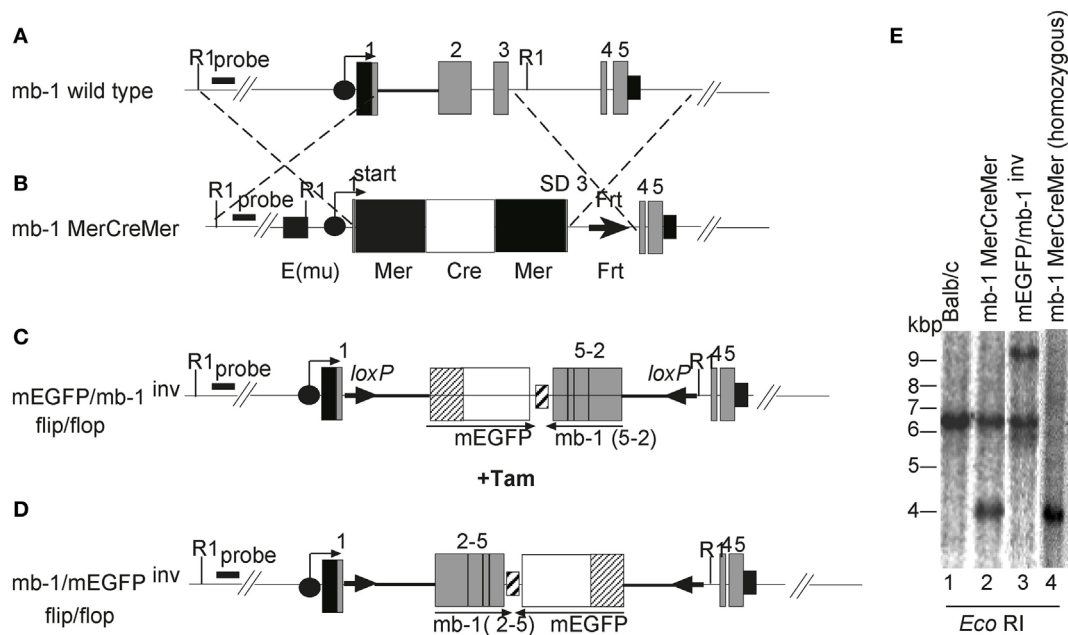 A
mb-1 wild type
R1 probe 1 2 3 R1 4 5
B
mb-1 MerCreMer
R1 probe R1 start SD 3 Frt 4 5
E(mu) Mer Cre Mer Frt
C
mEGFP/mb-1 inv
flip/flop
R1 probe 1 loxP 5-2 loxP R1 45
mEGFP mb-1 (5-2)
+Tam
D
mb-1/mEGFP inv
flip/flop
R1 probe 1 2-5 R1 45
mb-1( 2-5) mEGFP
E
Balb/c
mb-1 MerCreMer
mEGFP/mb-1 inv
mb-1 MerCreMer (homozygous)
kbp
9
8
7
6
5
4
1 2 3 4
Eco RI